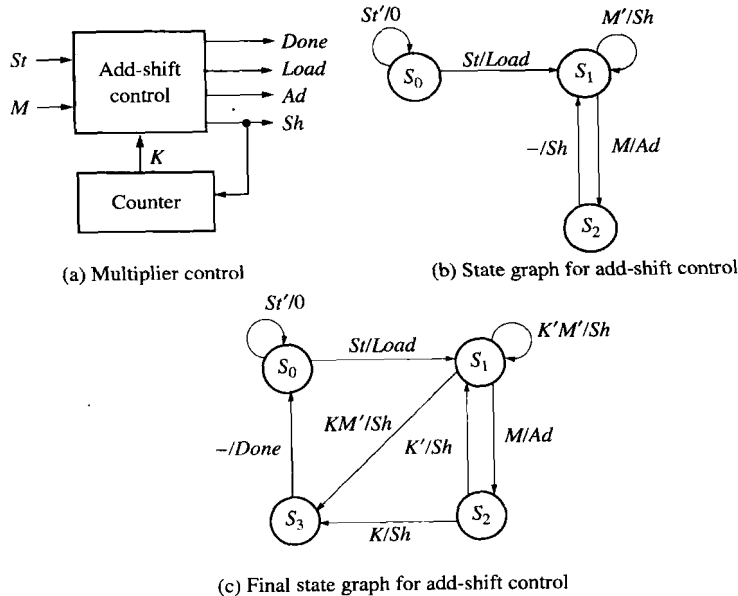 St
M
Add-shift
control
Done
Load
Ad
Sh
K
Counter
(a) Multiplier control
St'/0
S0
St/Load
S1
M'/Sh
–/Sh
M/Ad
S2
(b) State graph for add-shift control
St'/0
S0
St/Load
S1
K'M'/Sh
KM'/Sh
K'/Sh
M/Ad
–/Done
S3
K/Sh
S2
(c) Final state graph for add-shift control